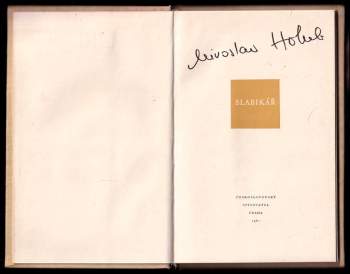 Miroslav Holub
SLABIKÁŘ
ČESKOSLOVENSKÝ
SPISOVATEL
PRAHA